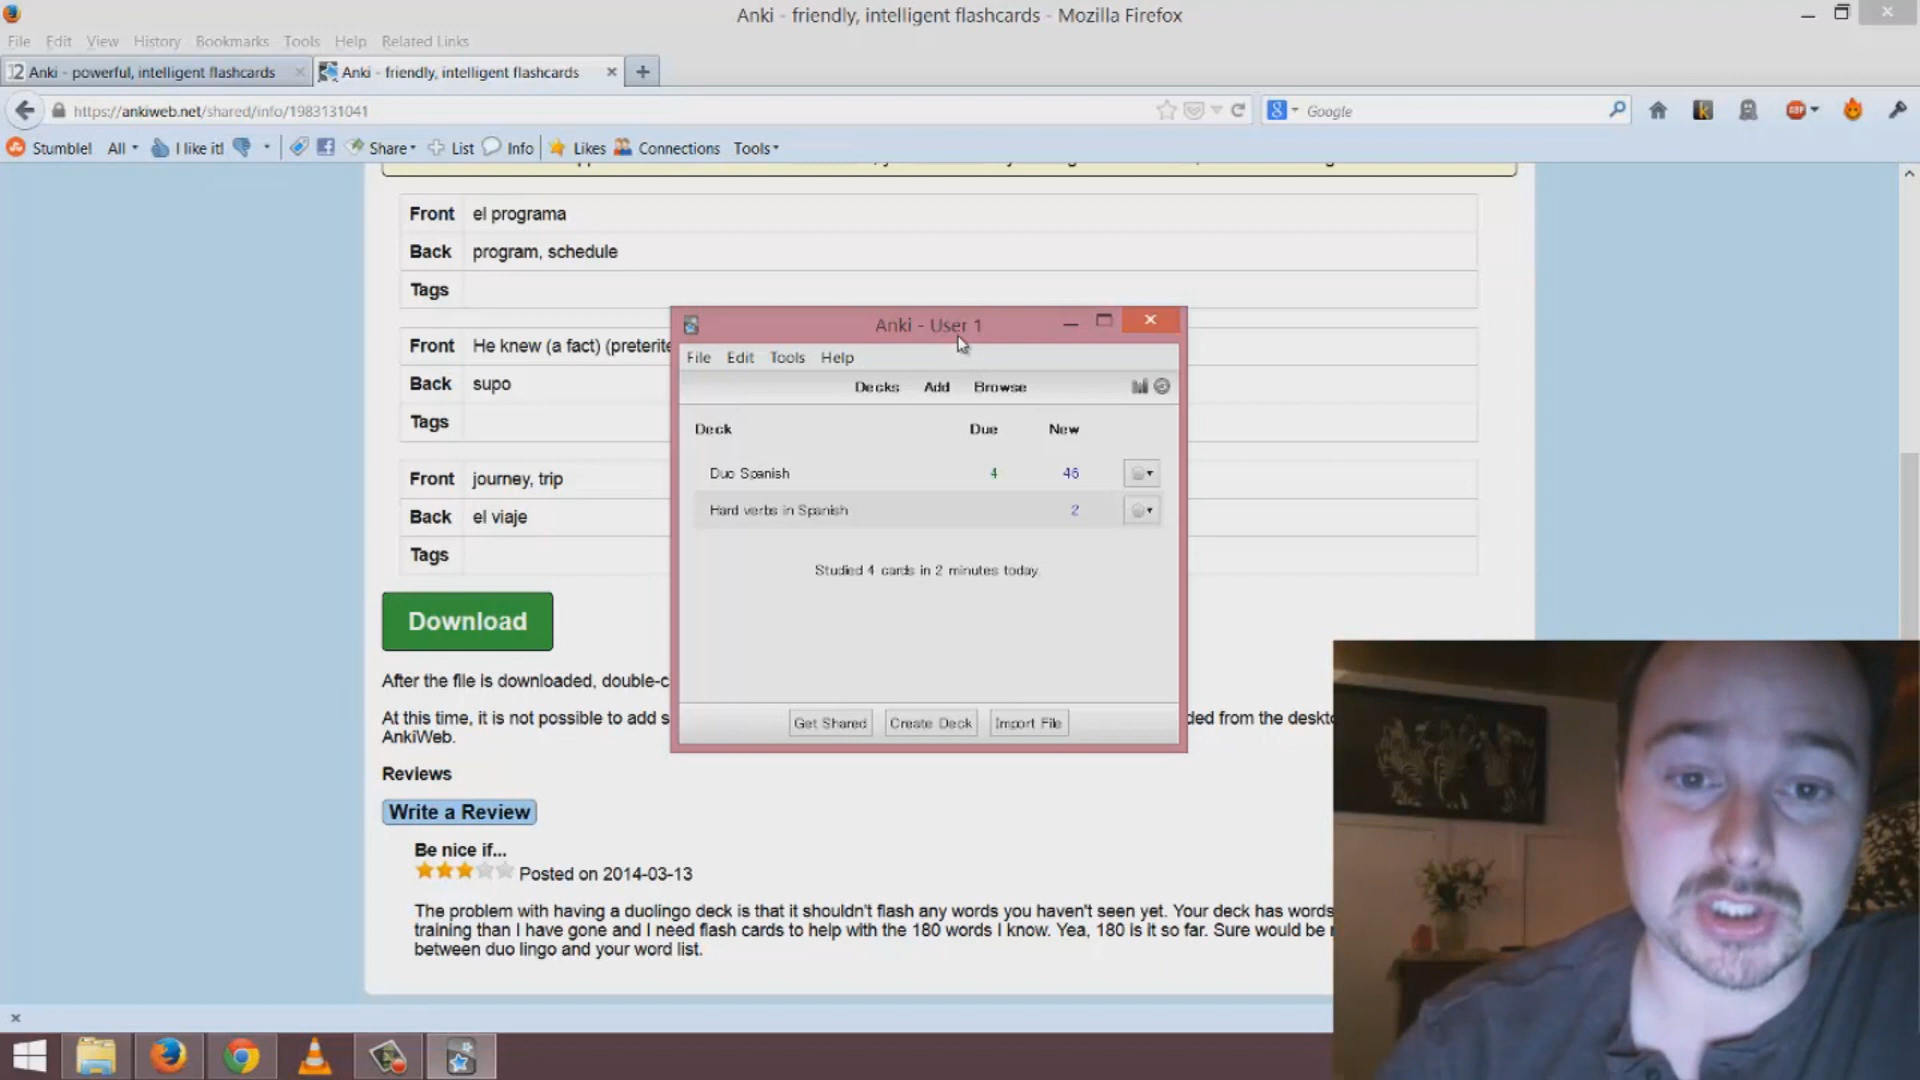 Anki - friendly, intelligent flashcards - Mozilla Firefox
File Edit View History Bookmarks Tools Help Related Links
Anki - powerful, intelligent flashcards
Anki - friendly, intelligent flashcards
https://ankiweb.net/shared/info/1983131041
Google
Stumble! All I like it! Share List Info Likes Connections Tools
Front el programa
Back program, schedule
Tags
Front He knew (a fact) (preterite
Back supo
Tags
Front journey, trip
Back el viaje
Tags
Download
After the file is downloaded, double-c
At this time, it is not possible to add s
ded from the deskto
AnkiWeb.
Reviews
Write a Review
Be nice if...
Posted on 2014-03-13
The problem with having a duolingo deck is that it shouldn't flash any words you haven't seen yet. Your deck has words
training than I have gone and I need flash cards to help with the 180 words I know. Yea, 180 is it so far. Sure would be
between duo lingo and your word list.
Anki - User 1
File Edit Tools Help
Decks Add Browse
Deck Due New
Duo Spanish 4 46
Hard verbs in Spanish 2
Studied 4 cards in 2 minutes today.
Get Shared Create Deck Import File